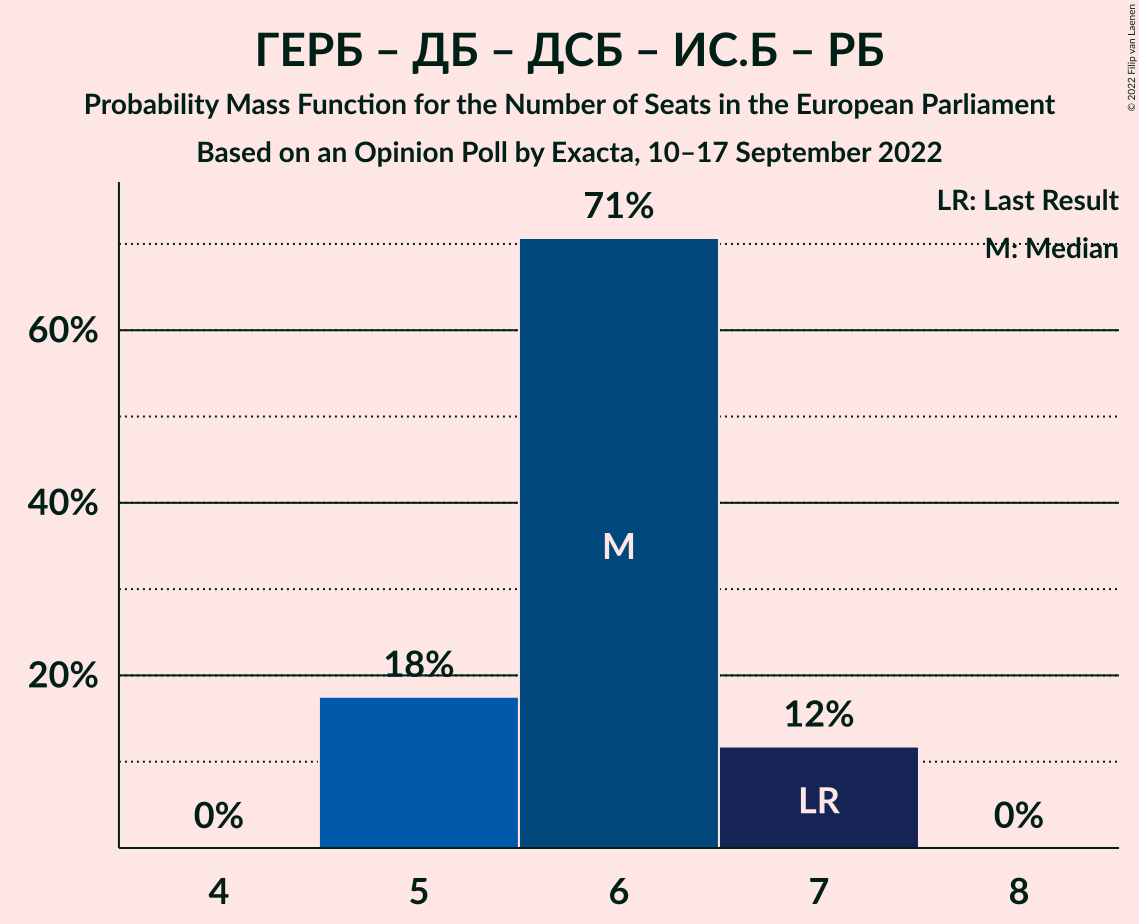 ГЕРБ – ДБ – ДСБ – ИС.Б – РБ
Probability Mass Function for the Number of Seats in the European Parliament
Based on an Opinion Poll by Exacta, 10–17 September 2022
© 2022 Filip van Laenen
LR: Last Result
M: Median
71%
60%
40%
M
20%
18%
12%
LR
0%
0%
4
5
6
7
8